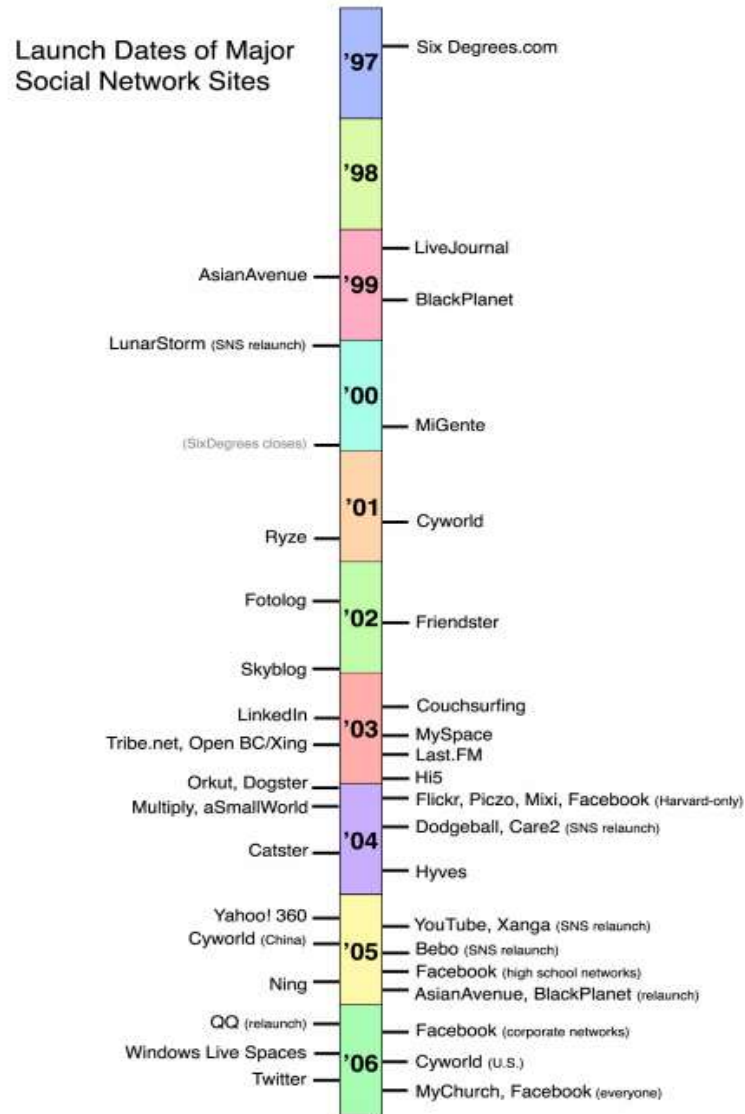 Launch Dates of Major
Social Network Sites
'97
Six Degrees.com
'98
LiveJournal
AsianAvenue
'99
BlackPlanet
LunarStorm (SNS relaunch)
'00
MiGente
(SixDegrees closes)
'01
Cyworld
Ryze
Fotolog
'02
Friendster
Skyblog
Couchsurfing
LinkedIn
'03
MySpace
Tribe.net, Open BC/Xing
Last.FM
Hi5
Orkut, Dogster
Flickr, Piczo, Mixi, Facebook (Harvard-only)
Multiply, aSmallWorld
Dodgeball, Care2 (SNS relaunch)
'04
Catster
Hyves
Yahoo! 360
YouTube, Xanga (SNS relaunch)
Cyworld (China)
'05
Bebo (SNS relaunch)
Facebook (high school networks)
Ning
AsianAvenue, BlackPlanet (relaunch)
QQ (relaunch)
Facebook (corporate networks)
Windows Live Spaces
'06
Cyworld (U.S.)
Twitter
MyChurch, Facebook (everyone)